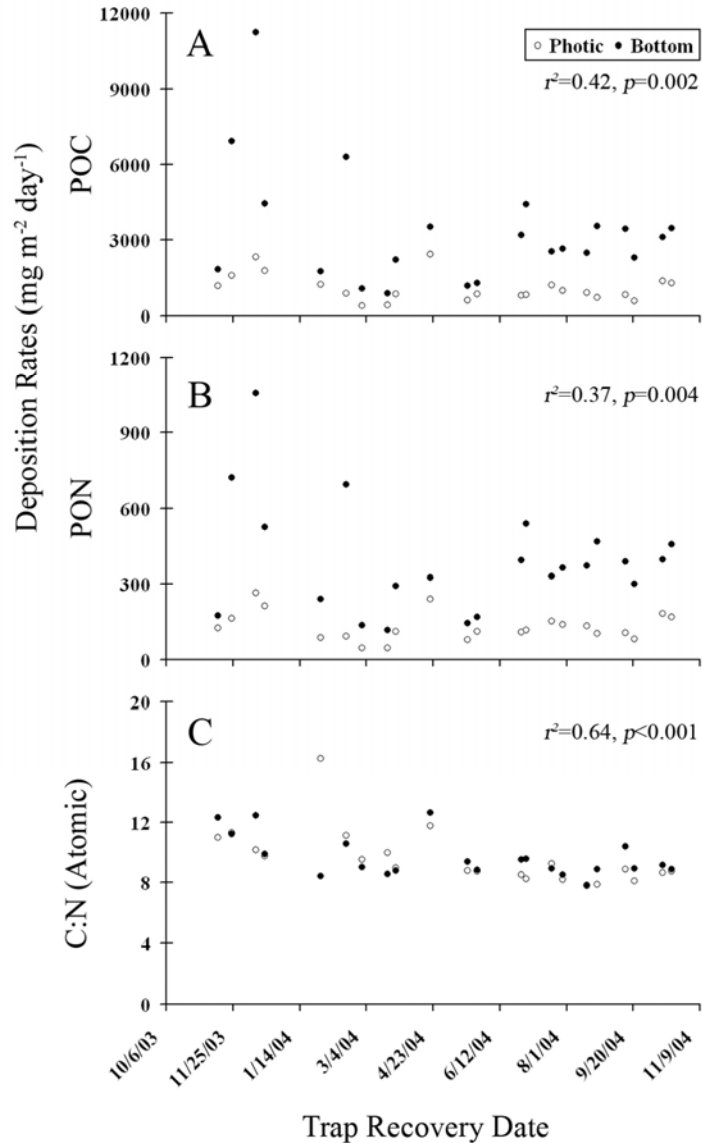 A
○ Photic ● Bottom
r²=0.42, p=0.002
12000
9000
6000
3000
0
POC
B
r²=0.37, p=0.004
1200
900
600
300
0
PON
Deposition Rates (mg m⁻² day⁻¹)
C
r²=0.64, p<0.001
20
16
12
8
4
0
C:N (Atomic)
10/6/03
11/25/03
1/14/04
3/4/04
4/23/04
6/12/04
8/1/04
9/20/04
11/9/04
Trap Recovery Date